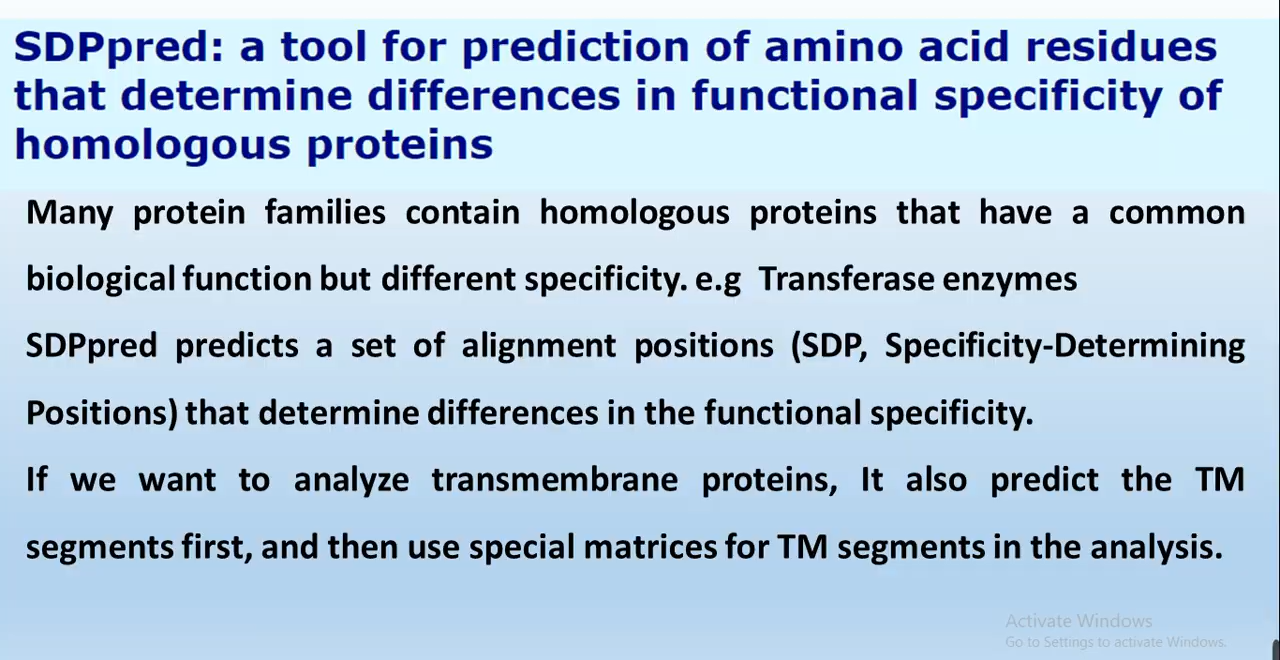 SDPpred: a tool for prediction of amino acid residues
that determine differences in functional specificity of
homologous proteins
Many protein families contain homologous proteins that have a common
biological function but different specificity. e.g Transferase enzymes
SDPpred predicts a set of alignment positions (SDP, Specificity-Determining
Positions) that determine differences in the functional specificity.
If we want to analyze transmembrane proteins, It also predict the TM
segments first, and then use special matrices for TM segments in the analysis.
Activate Windows
Go to Settings to activate Windows.